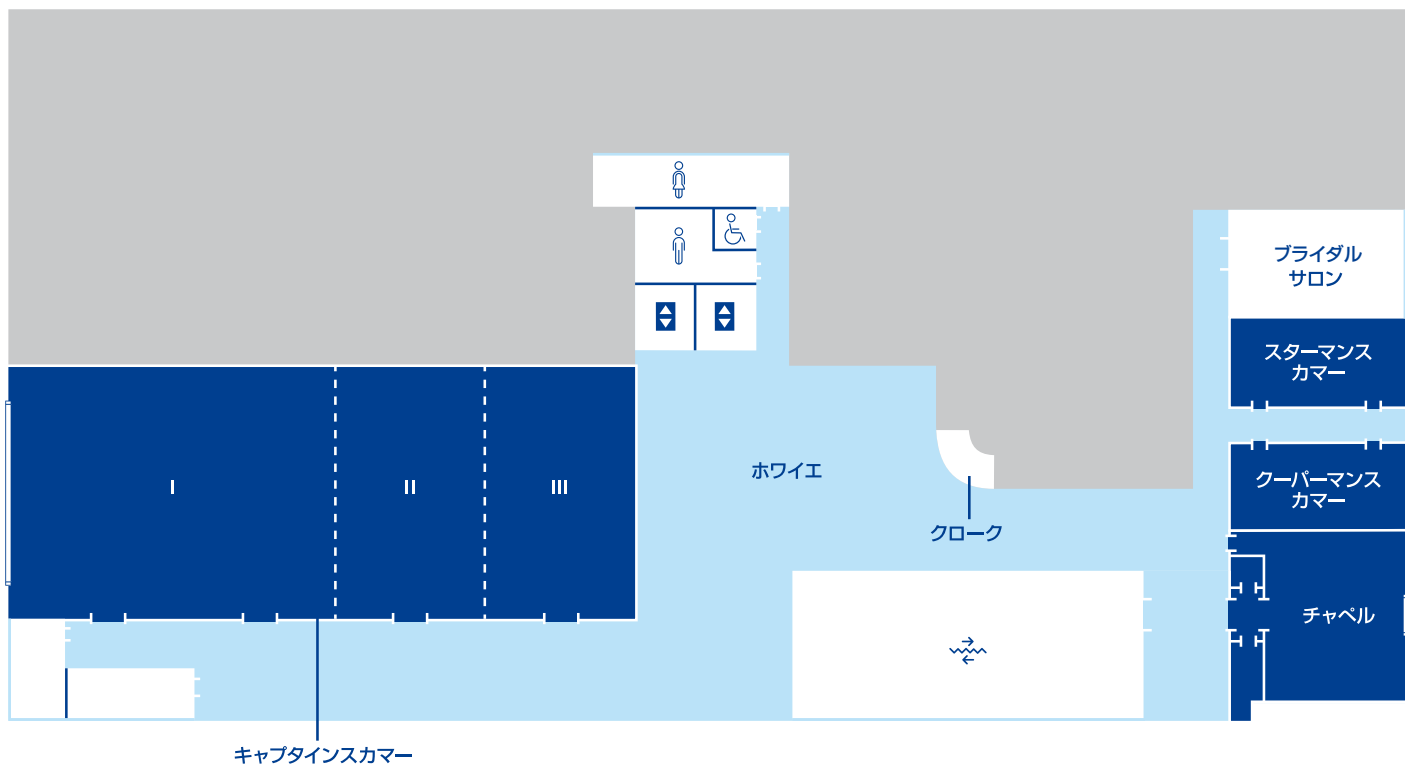 ブライダル
サロン
スターマンス
カマー
I
II
III
ホワイエ
クーパーマンス
カマー
クローク
チャペル
キャプタインスカマー